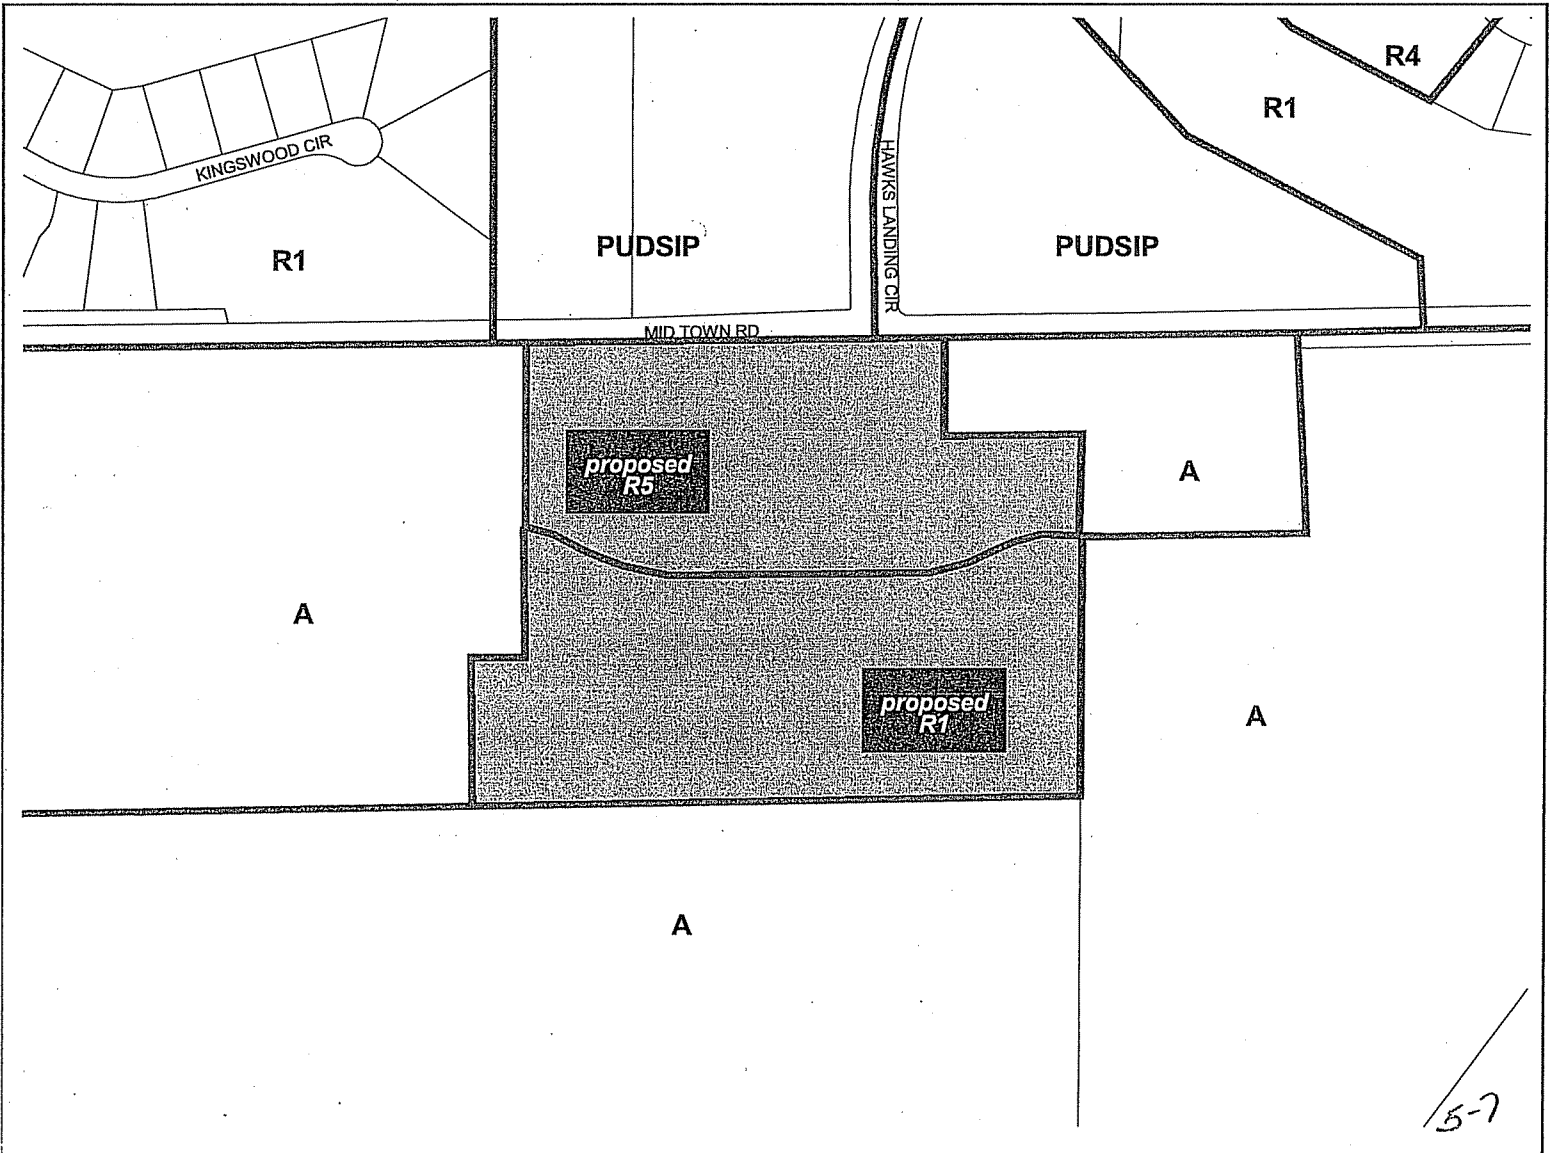 R4
R1
KINGSWOOD CIR
HAWKS LANDING CIR
R1
PUDSIP
PUDSIP
MID TOWN RD
proposed
R5
A
A
proposed
R1
A
A
5-7